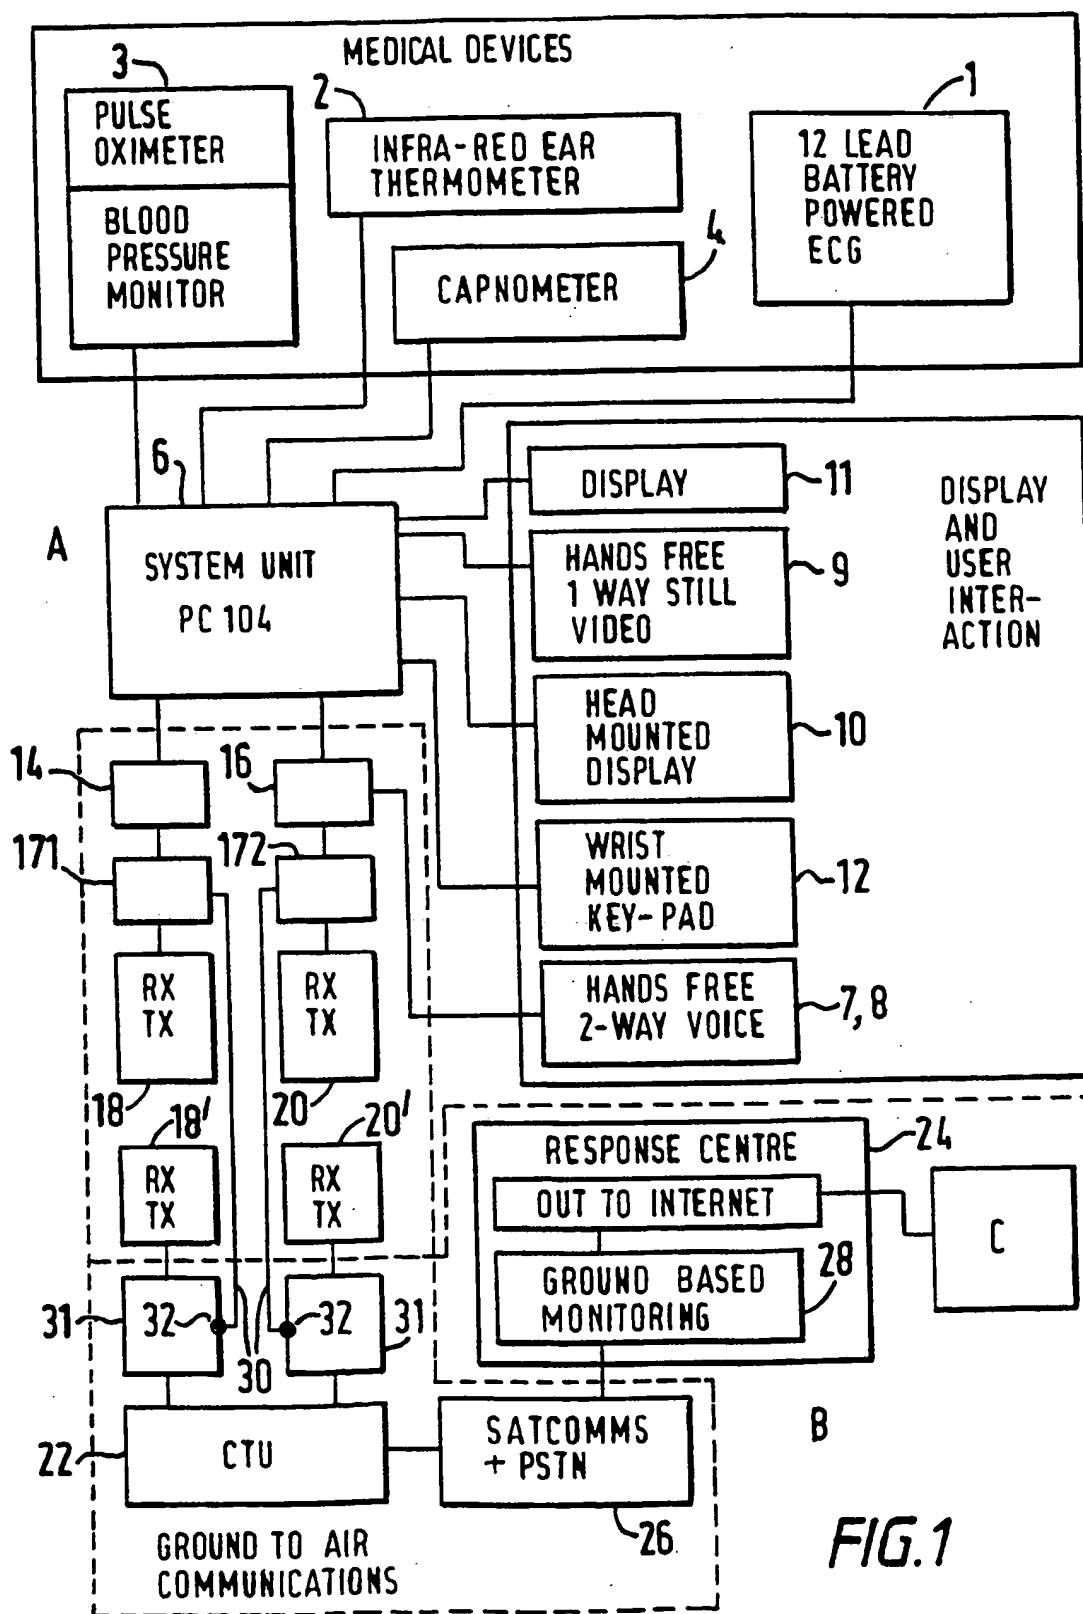 MEDICAL DEVICES
3
PULSE
OXIMETER
BLOOD
PRESSURE
MONITOR
2
INFRA-RED EAR
THERMOMETER
CAPNOMETER
4
1
12 LEAD
BATTERY
POWERED
ECG
6
A
SYSTEM UNIT
PC 104
DISPLAY
11
HANDS FREE
1 WAY STILL
VIDEO
9
HEAD
MOUNTED
DISPLAY
10
WRIST
MOUNTED
KEY-PAD
12
HANDS FREE
2-WAY VOICE
7, 8
DISPLAY
AND
USER
INTER-
ACTION
14
16
171
172
RX
TX
18
RX
TX
20
18'
RX
TX
20'
RX
TX
31
32
30
32
31
22
CTU
RESPONSE CENTRE
24
OUT TO INTERNET
GROUND BASED
MONITORING
28
C
SATCOMMS
+ PSTN
26
B
GROUND TO AIR
COMMUNICATIONS
FIG.1